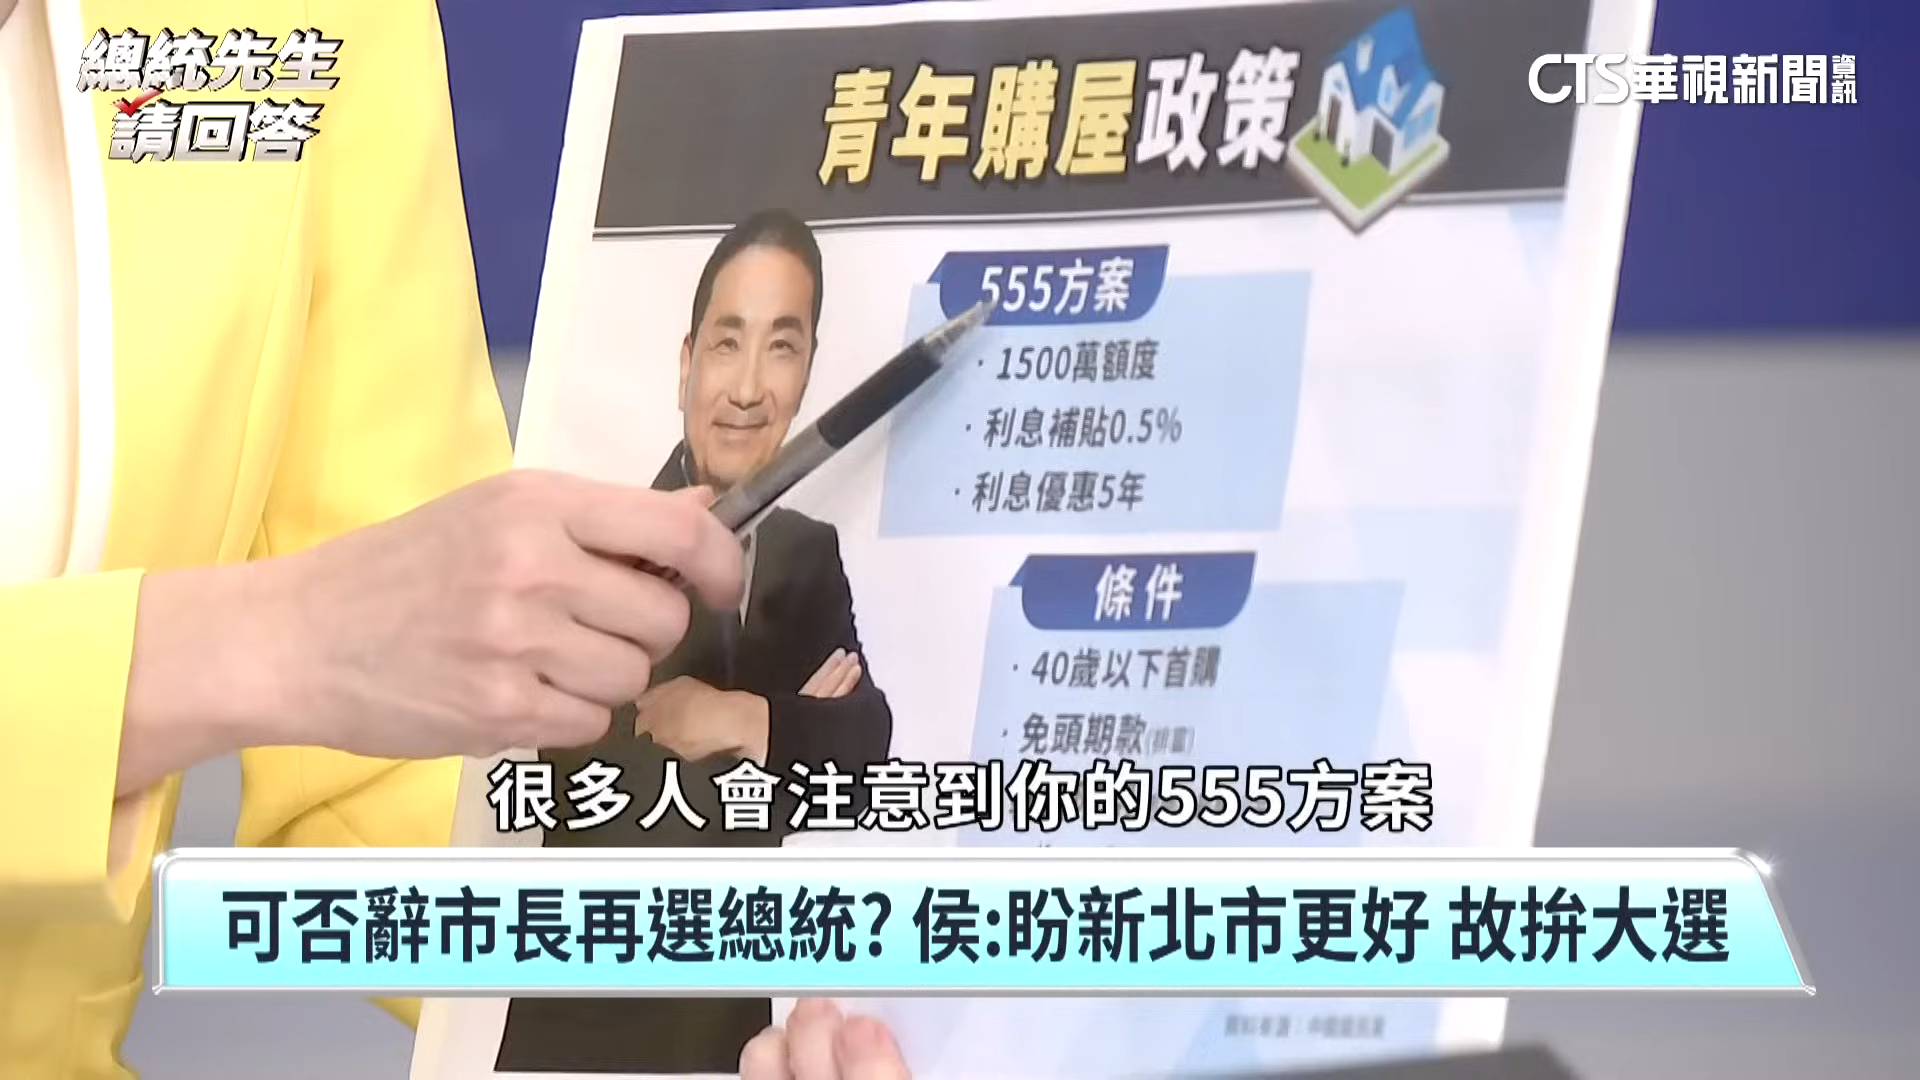 總統先生
請回答
CTS華視新聞資訊
青年購屋政策
555方案
·1500萬額度
·利息補貼0.5%
·利息優惠5年
條件
·40歲以下首購
·免頭期款(排富)
很多人會注意到你的555方案
可否辭市長再選總統? 侯:盼新北市更好 故拚大選